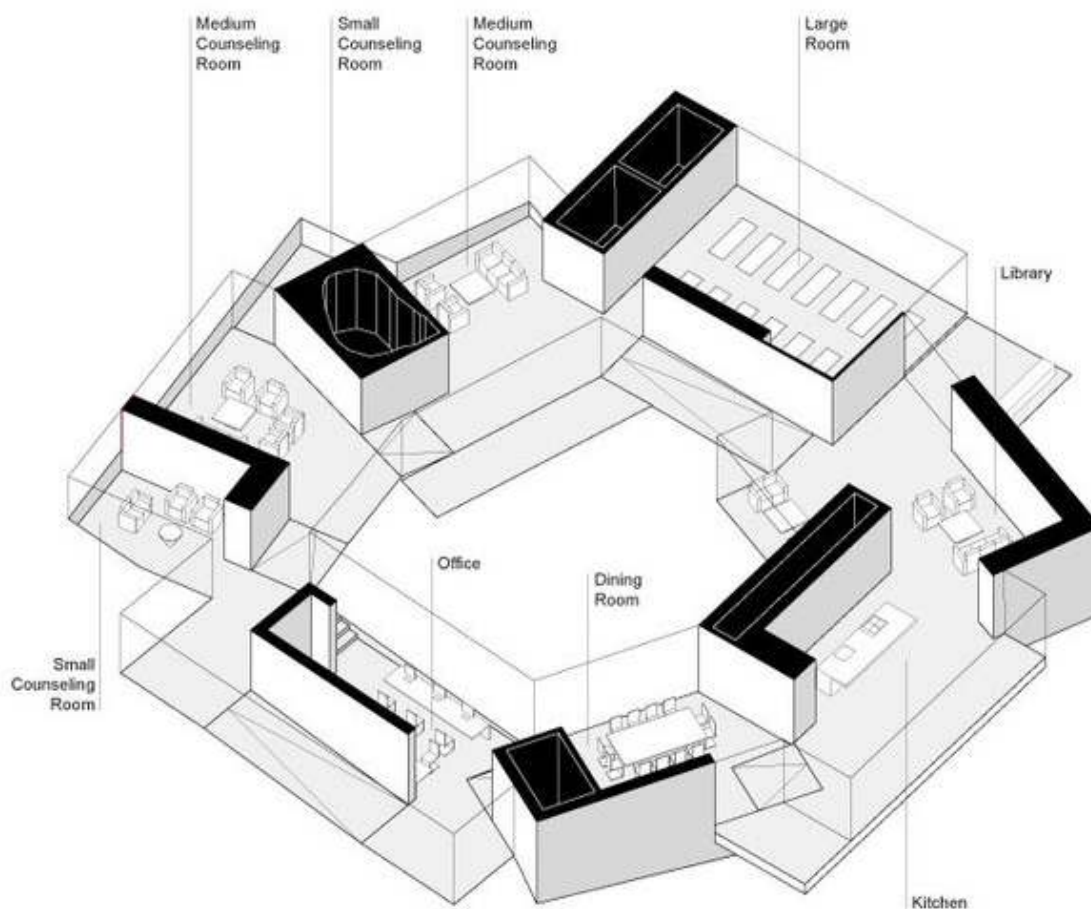 Medium
Counseling
Room
Small
Counseling
Room
Medium
Counseling
Room
Large
Room
Library
Office
Dining
Room
Small
Counseling
Room
Kitchen